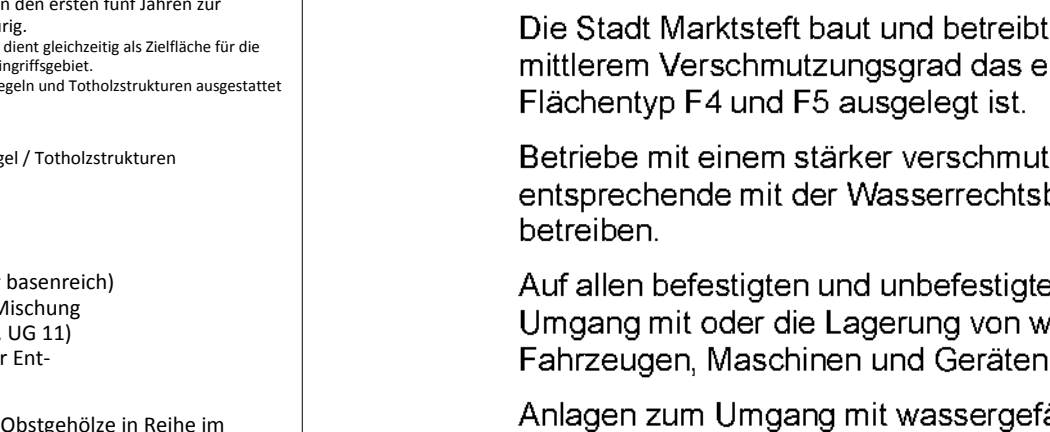 n den ersten fünf Jahren zur
rig.
dient gleichzeitig als Zielfläche für die
ingriffsgebiet.
egeln und Totholzstrukturen ausgestattet
gel / Totholzstrukturen
basenreich)
Mischung
UG 11)
r Ent-
Obstgehölze in Reihe im
Die Stadt Marktsteft baut und betreibt
mittlerem Verschmutzungsgrad das e
Flächentyp F4 und F5 ausgelegt ist.
Betriebe mit einem stärker verschmut
entsprechende mit der Wasserrechtsb
betreiben.
Auf allen befestigten und unbefestigte
Umgang mit oder die Lagerung von w
Fahrzeugen, Maschinen und Geräten
Anlagen zum Umgang mit wassergefä